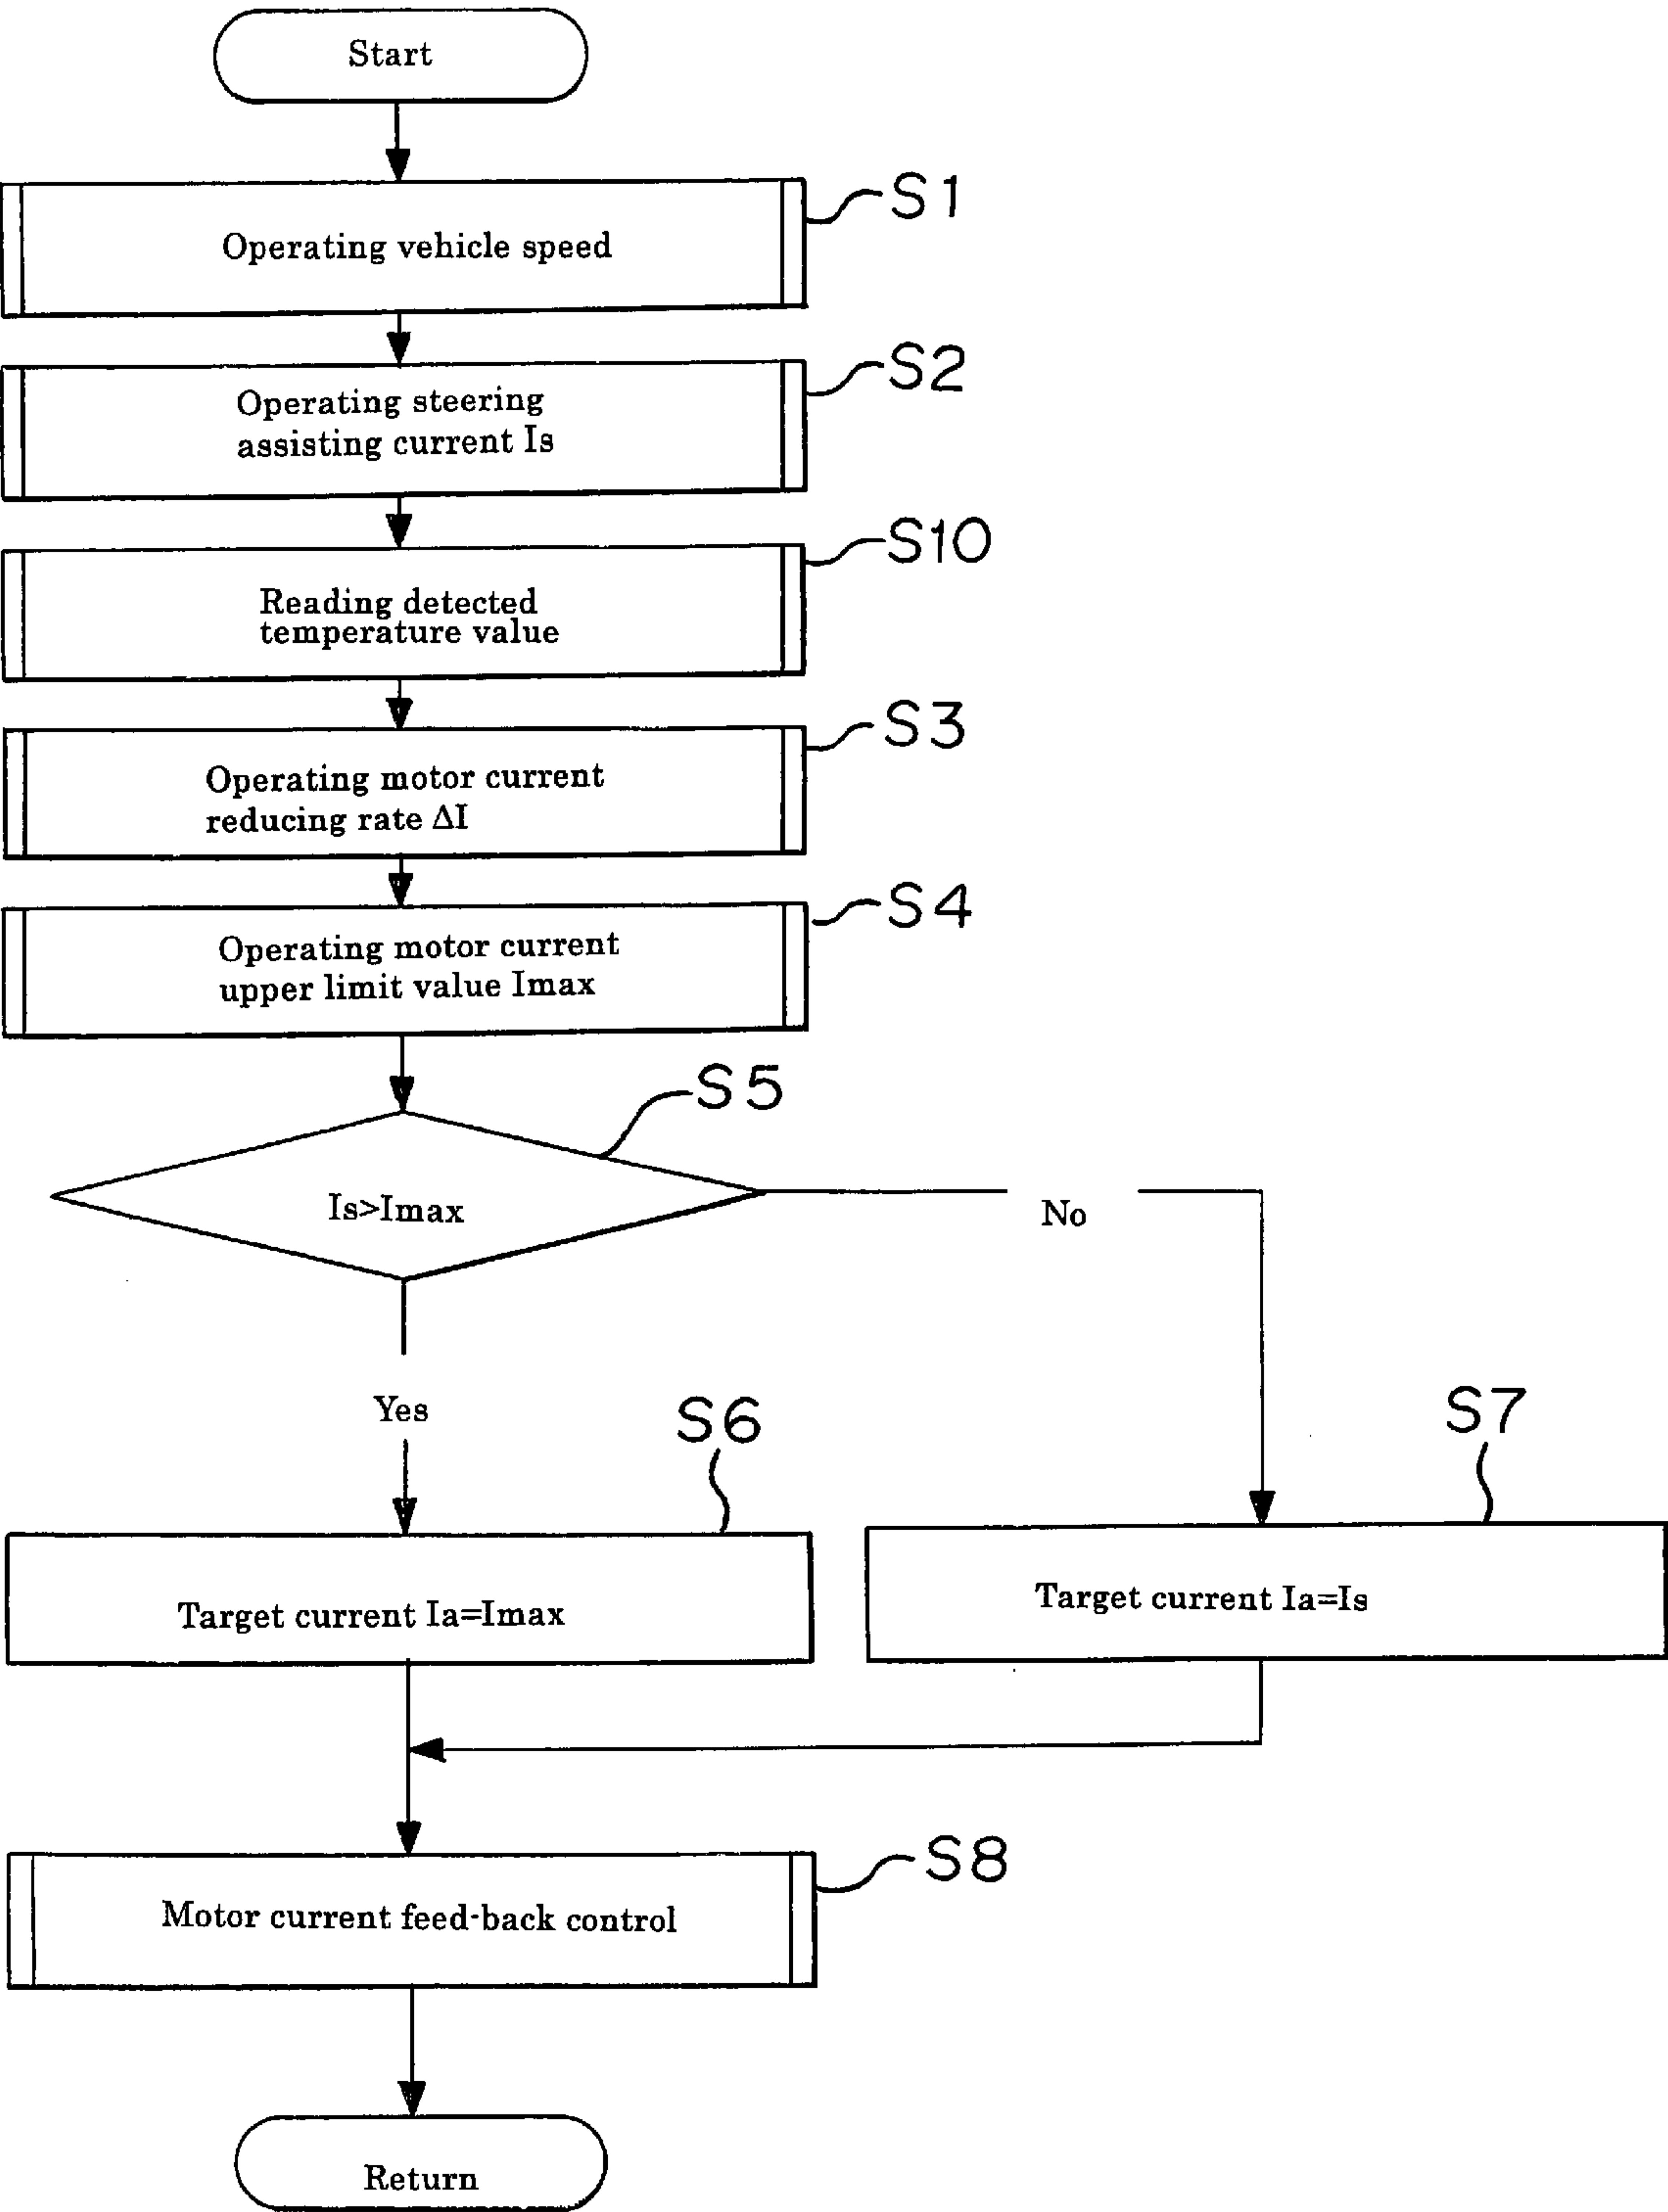 Start
S1
Operating vehicle speed
S2
Operating steering
assisting current Is
S10
Reading detected
temperature value
S3
Operating motor current
reducing rate ΔI
S4
Operating motor current
upper limit value Imax
S5
Is>Imax
No
Yes
S6
S7
Target current Ia=Imax
Target current Ia=Is
S8
Motor current feed-back control
Return